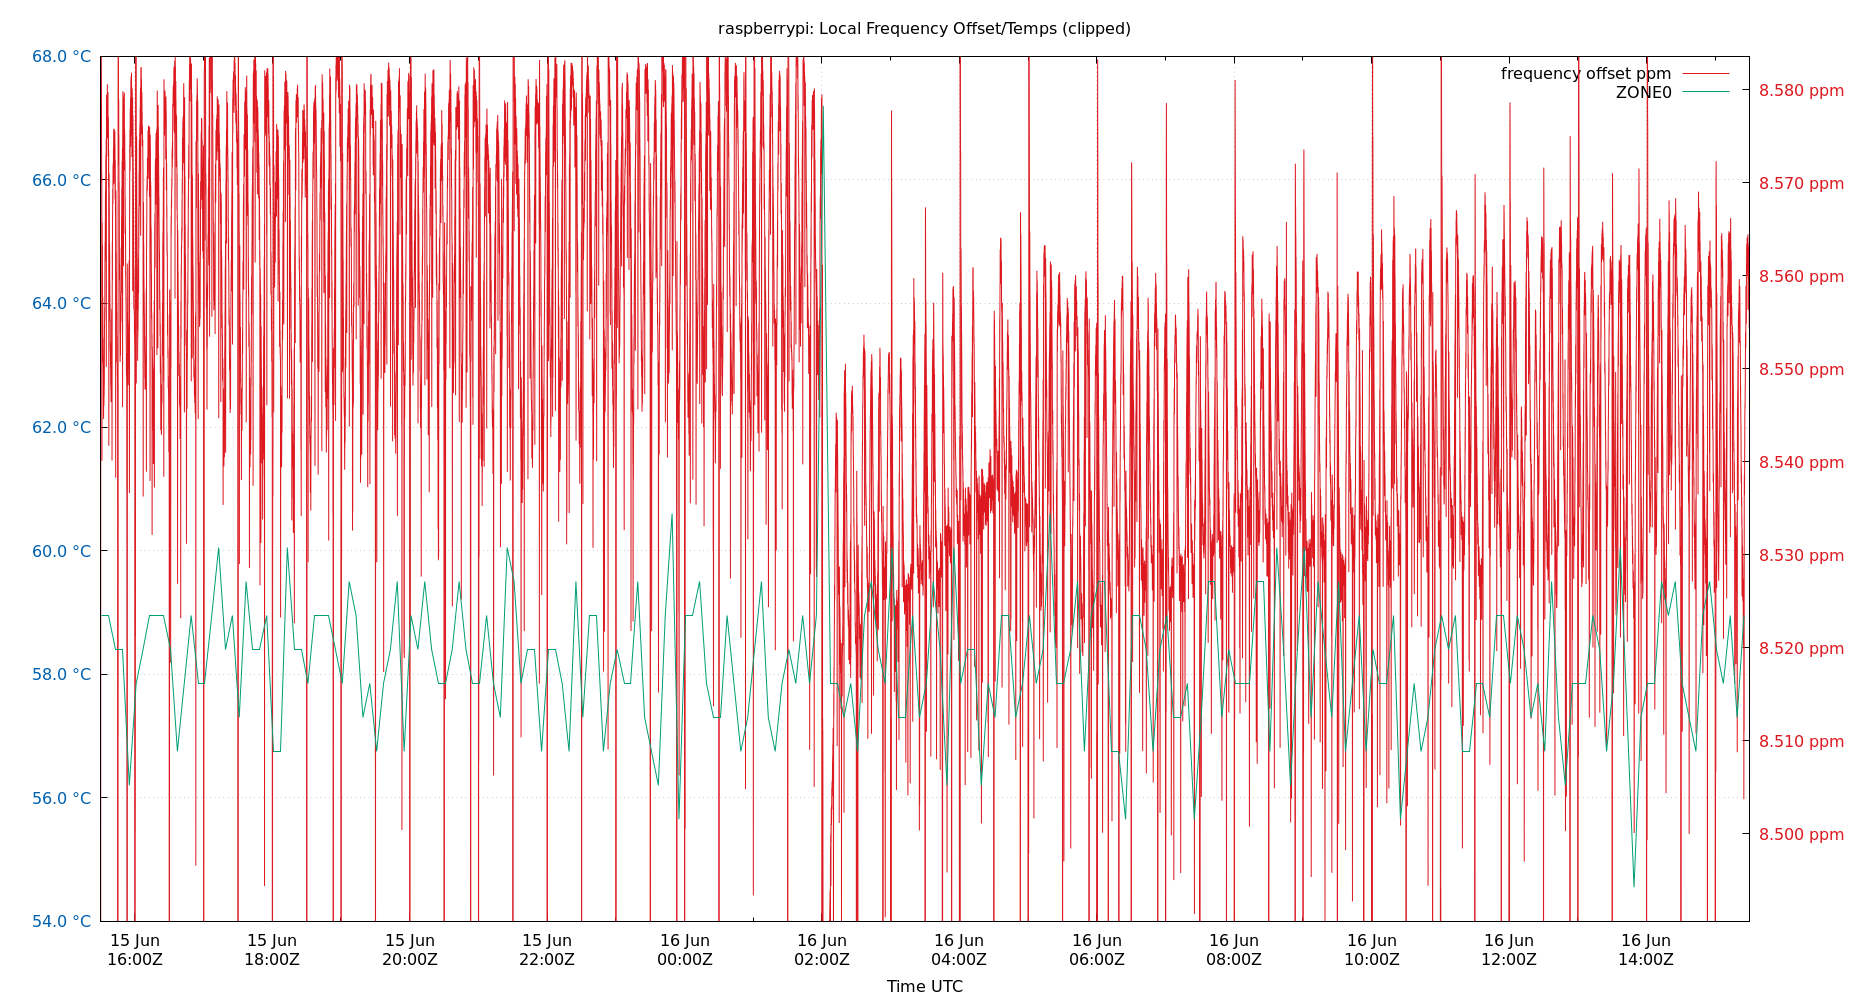 raspberrypi: Local Frequency Offset/Temps (clipped)
68.0 °C
66.0 °C
64.0 °C
62.0 °C
60.0 °C
58.0 °C
56.0 °C
54.0 °C
frequency offset ppm
ZONE0
8.580 ppm
8.570 ppm
8.560 ppm
8.550 ppm
8.540 ppm
8.530 ppm
8.520 ppm
8.510 ppm
8.500 ppm
15 Jun
16:00Z
15 Jun
18:00Z
15 Jun
20:00Z
15 Jun
22:00Z
16 Jun
00:00Z
16 Jun
02:00Z
16 Jun
04:00Z
16 Jun
06:00Z
16 Jun
08:00Z
16 Jun
10:00Z
16 Jun
12:00Z
16 Jun
14:00Z
Time UTC